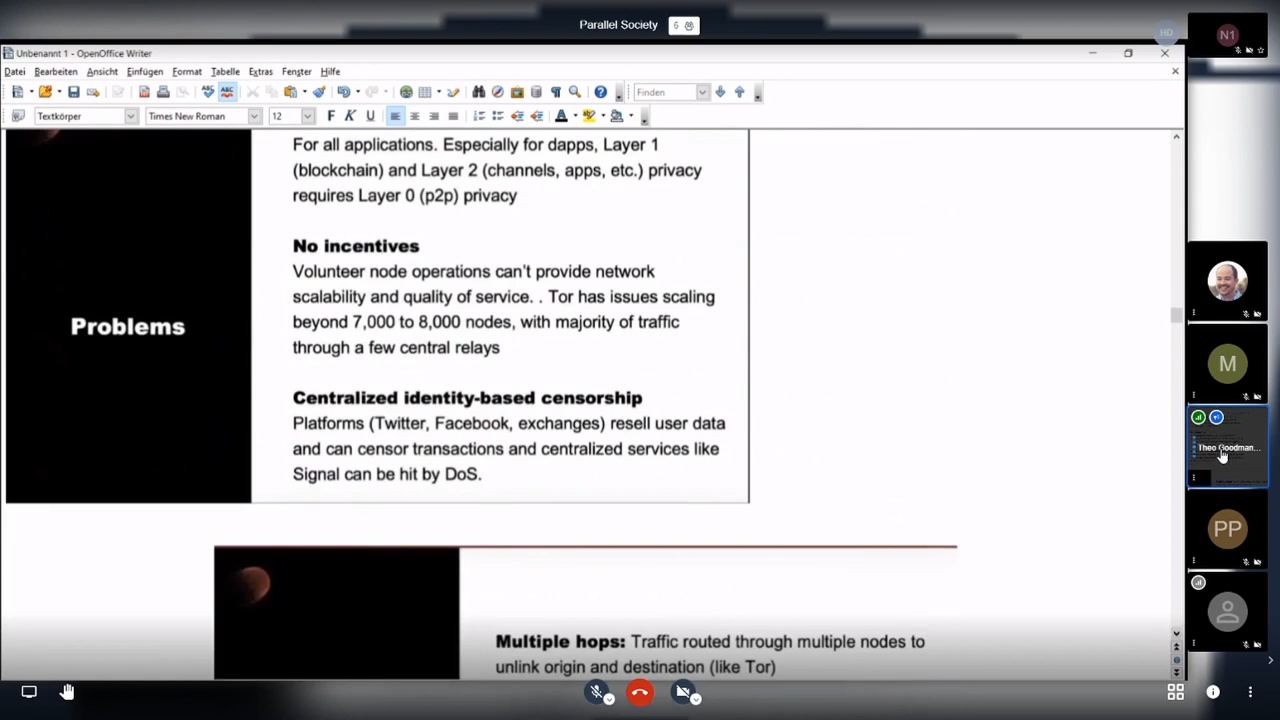 Parallel Society 6
HD
N1
Unbenannt 1 - OpenOffice Writer
Datei Bearbeiten Ansicht Einfügen Format Tabelle Extras Fenster Hilfe
ABC ABC Finden
Textkörper Times New Roman 12 F K U A
For all applications. Especially for dapps, Layer 1
(blockchain) and Layer 2 (channels, apps, etc.) privacy
requires Layer 0 (p2p) privacy
No incentives
Volunteer node operations can't provide network
scalability and quality of service. . Tor has issues scaling
beyond 7,000 to 8,000 nodes, with majority of traffic
through a few central relays
Problems
Centralized identity-based censorship
Platforms (Twitter, Facebook, exchanges) resell user data
and can censor transactions and centralized services like
Signal can be hit by DoS.
Multiple hops: Traffic routed through multiple nodes to
unlink origin and destination (like Tor)
M
Theo Goodman...
PP